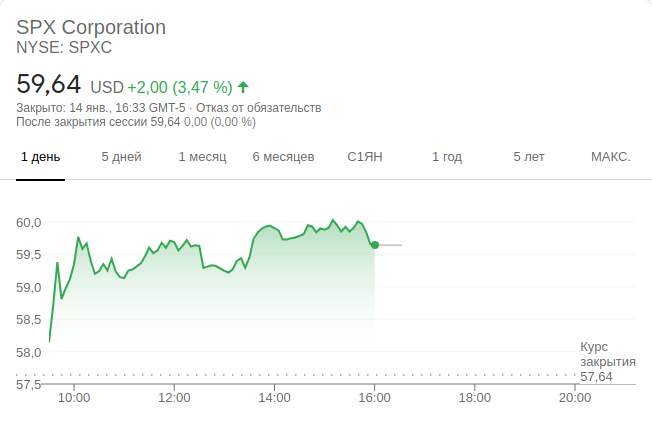 SPX Corporation
NYSE: SPXC
59,64 USD +2,00 (3,47 %)
Закрыто: 14 янв., 16:33 GMT-5 · Отказ от обязательств
После закрытия сессии 59,64 0,00 (0,00 %)
1 день 5 дней 1 месяц 6 месяцев С1ЯН 1 год 5 лет МАКС.
60,0
59,5
59,0
58,5
58,0
57,5
Курс
закрытия
57,64
10:00 12:00 14:00 16:00 18:00 20:00